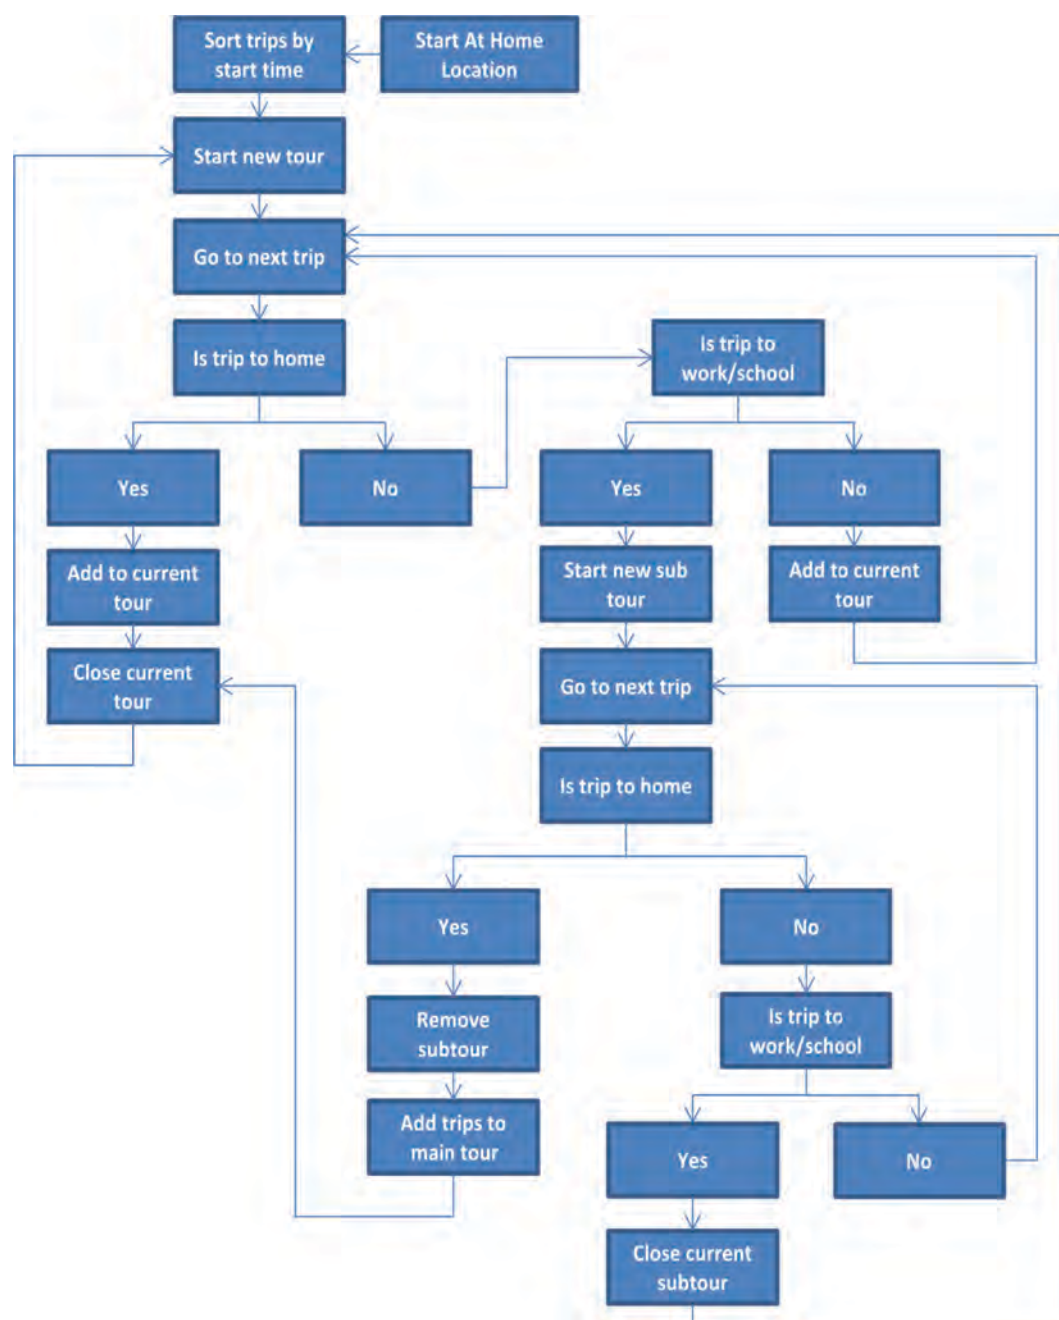 Sort trips by
start time
Start At Home
Location
Start new tour
Go to next trip
Is trip to home
Is trip to
work/school
Yes
No
Yes
No
Add to current
tour
Start new sub
tour
Add to current
tour
Close current
tour
Go to next trip
Is trip to home
Yes
No
Remove
subtour
Is trip to
work/school
Add trips to
main tour
Yes
No
Close current
subtour